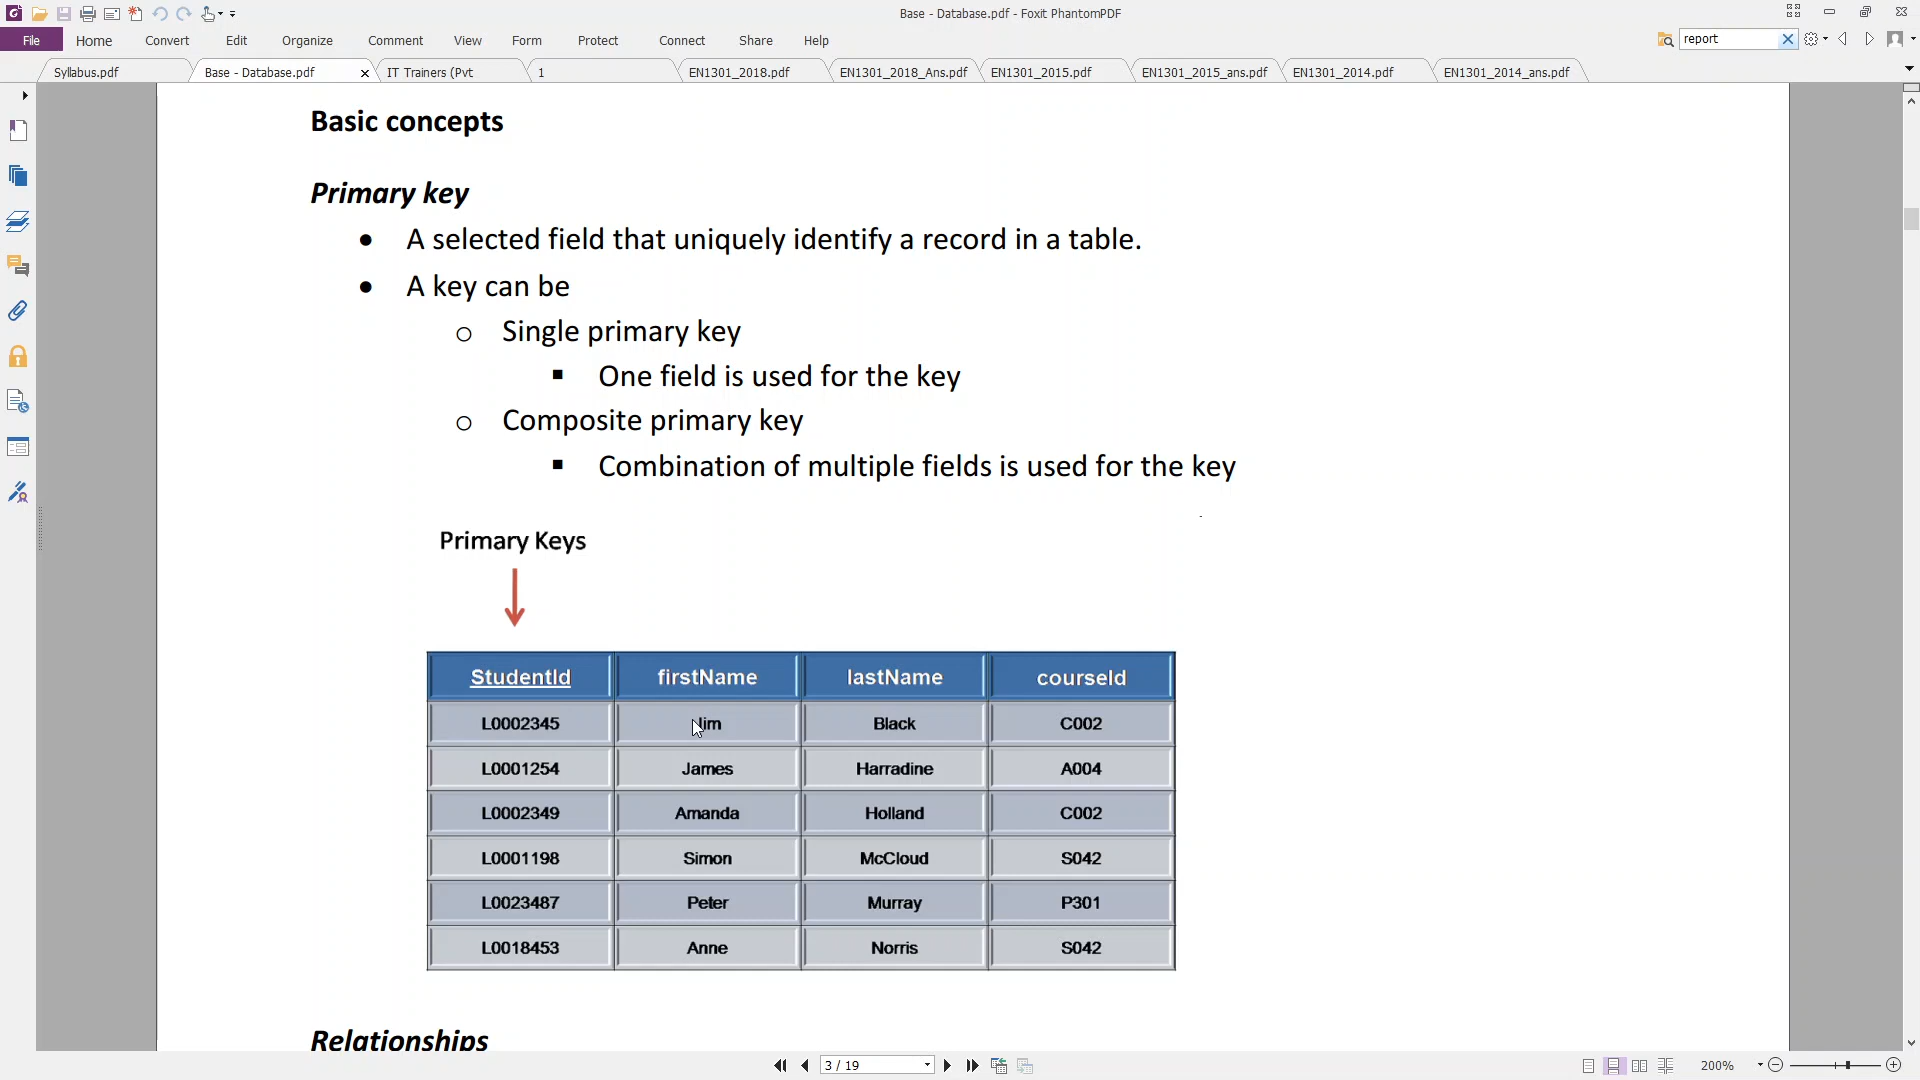 Base - Database.pdf - Foxit PhantomPDF
File Home Convert Edit Organize Comment View Form Protect Connect Share Help report
Syllabus.pdf Base - Database.pdf IT Trainers (Pvt 1 EN1301_2018.pdf EN1301_2018_Ans.pdf EN1301_2015.pdf EN1301_2015_ans.pdf EN1301_2014.pdf EN1301_2014_ans.pdf
Basic concepts
Primary key
• A selected field that uniquely identify a record in a table.
• A key can be
o Single primary key
▪ One field is used for the key
o Composite primary key
▪ Combination of multiple fields is used for the key
Primary Keys
StudentId firstName lastName courseId
L0002345 Jim Black C002
L0001254 James Harradine A004
L0002349 Amanda Holland C002
L0001198 Simon McCloud S042
L0023487 Peter Murray P301
L0018453 Anne Norris S042
Relationships
3 / 19 200%